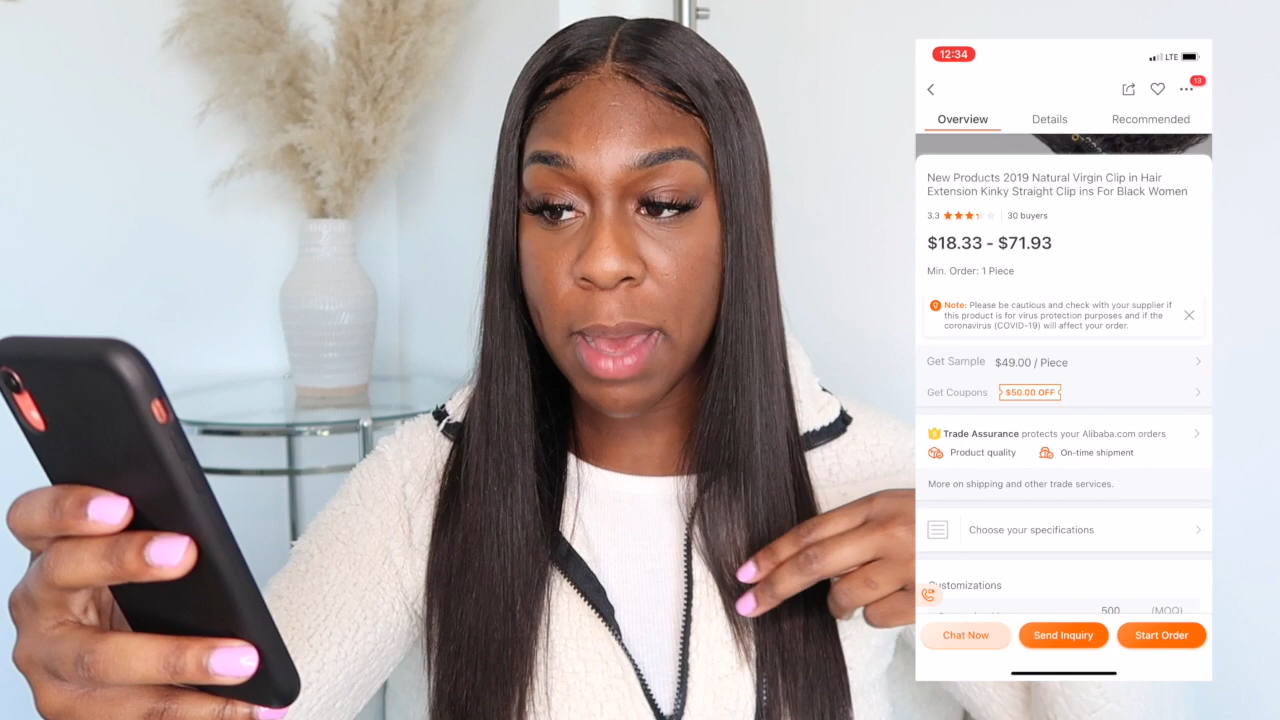 12:34
LTE
13
Overview
Details
Recommended
New Products 2019 Natural Virgin Clip in Hair
Extension Kinky Straight Clip ins For Black Women
3.3
30 buyers
$18.33 - $71.93
Min. Order: 1 Piece
Note: Please be cautious and check with your supplier if
this product is for virus protection purposes and if the
coronavirus (COVID-19) will affect your order.
Get Sample $49.00 / Piece
Get Coupons $50.00 OFF
Trade Assurance protects your Alibaba.com orders
Product quality
On-time shipment
More on shipping and other trade services.
Choose your specifications
Customizations
500 (MOQ)
Chat Now
Send Inquiry
Start Order